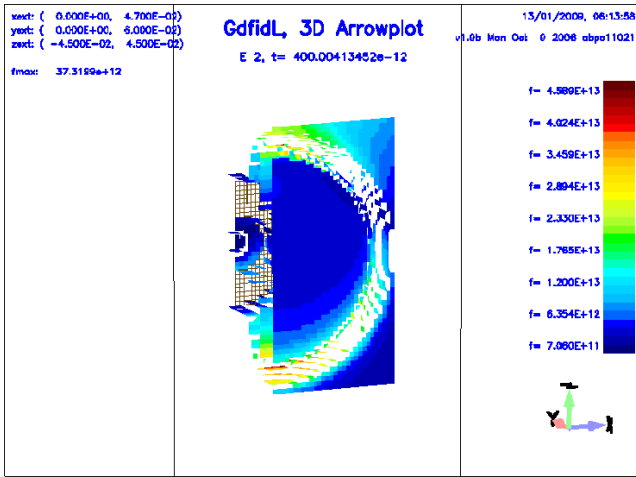 xext: ( 0.000E+00, 4.700E-02)
yext: ( 0.000E+00, 6.000E-02)
zext: ( -4.500E-02, 4.500E-02)
fmax: 37.3199e+12
GdfidL, 3D Arrowplot
E 2, t= 400.00413452e-12
13/01/2009, 06:13:58
v1.9b Mon Oct 0 2006 abpo11021
f= 4.589E+13
f= 4.024E+13
f= 3.459E+13
f= 2.894E+13
f= 2.330E+13
f= 1.765E+13
f= 1.200E+13
f= 6.354E+12
f= 7.060E+11
Z
Y
X